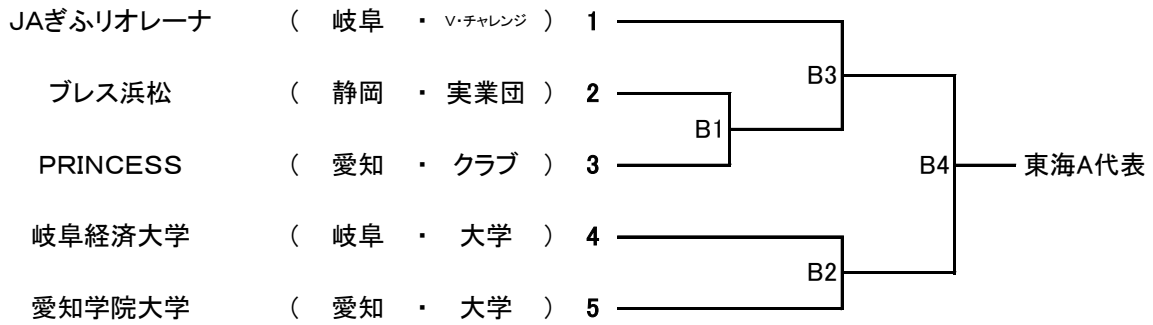 JAぎふリオレーナ ( 岐阜 ・ V・チャレンジ ) 1
B3
ブレス浜松 ( 静岡 ・ 実業団 ) 2
B1
PRINCESS ( 愛知 ・ クラブ ) 3
B4 東海A代表
岐阜経済大学 ( 岐阜 ・ 大学 ) 4
B2
愛知学院大学 ( 愛知 ・ 大学 ) 5